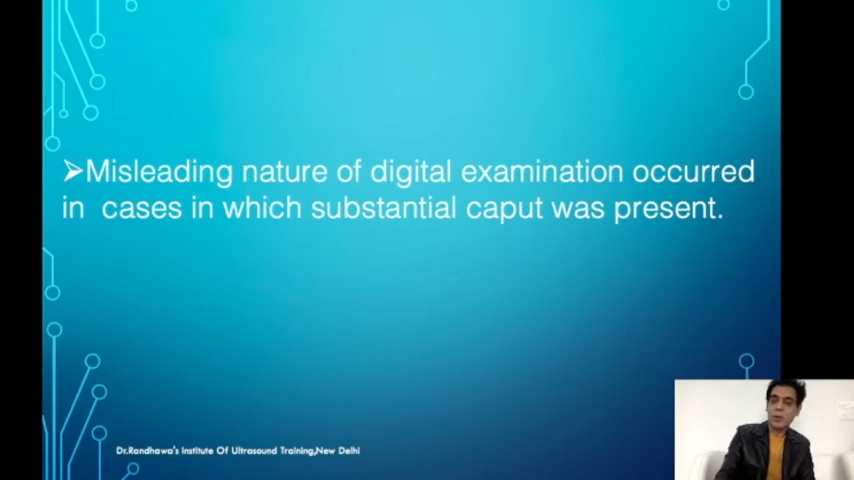 ➢Misleading nature of digital examination occurred
in cases in which substantial caput was present.
Dr.Randhawa's Institute Of Ultrasound Training,New Delhi